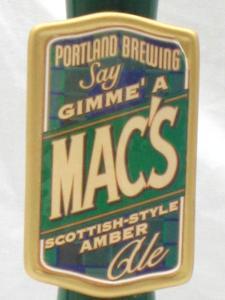 PORTLAND BREWING
Say
GIMME' A
MAC'S
SCOTTISH-STYLE
AMBER
Ale